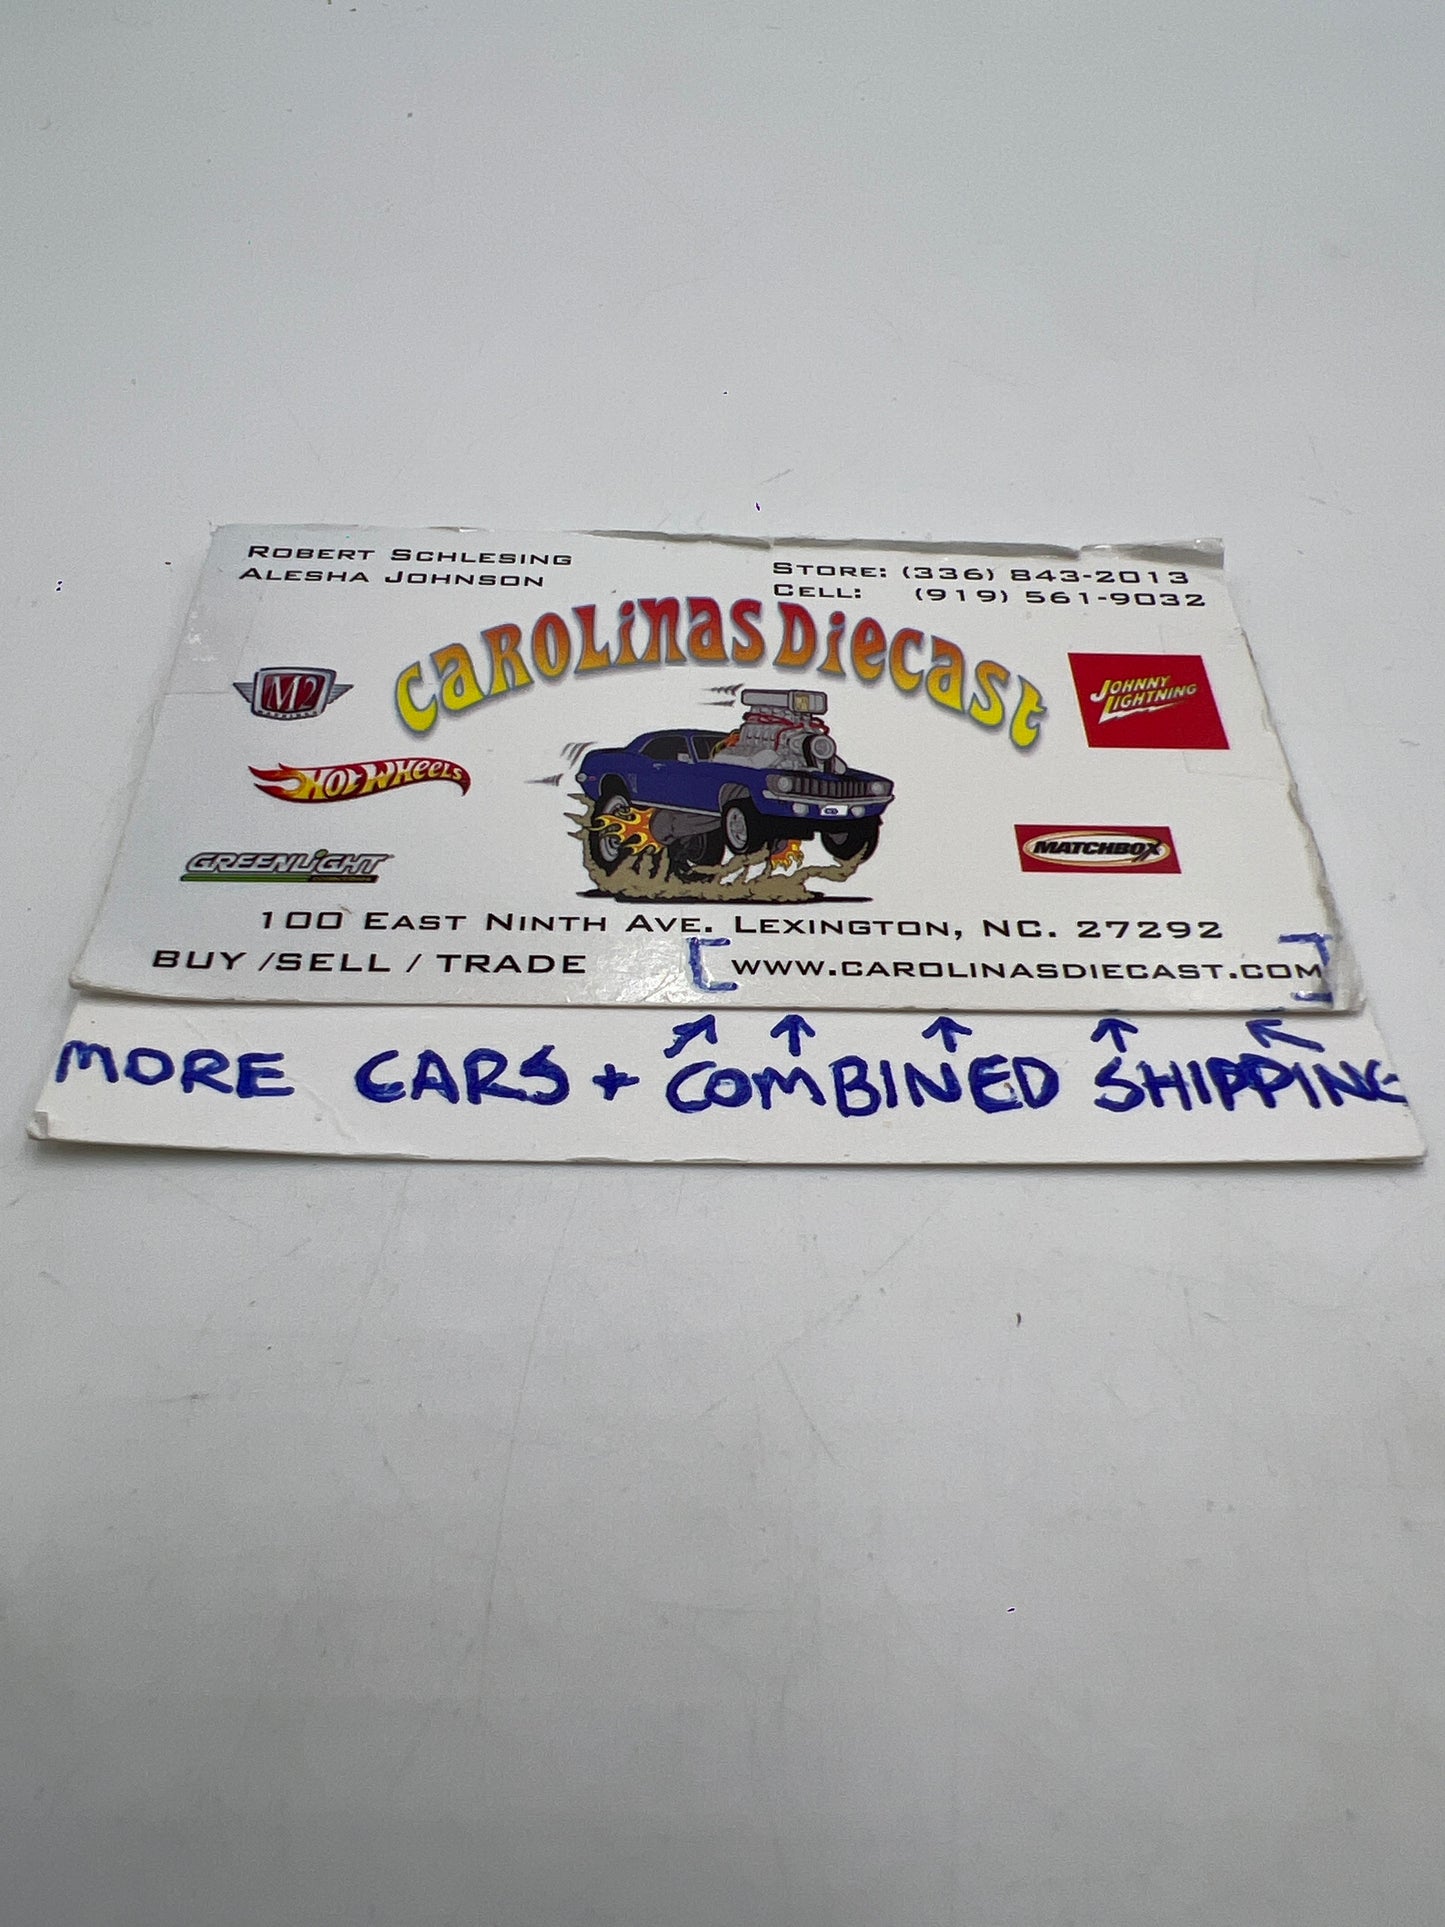 ROBERT SCHLESING
ALESHA JOHNSON
STORE: (336) 843-2013
CELL: (919) 561-9032
CAROLINAS DIECAST
M2
MACHINES
JOHNNY
LIGHTNING
HOT WHEELS
GREENLIGHT
MATCHBOX
100 EAST NINTH AVE. LEXINGTON, NC. 27292
BUY /SELL / TRADE [WWW.CAROLINASDIECAST.COM]
MORE CARS + COMBINED SHIPPING